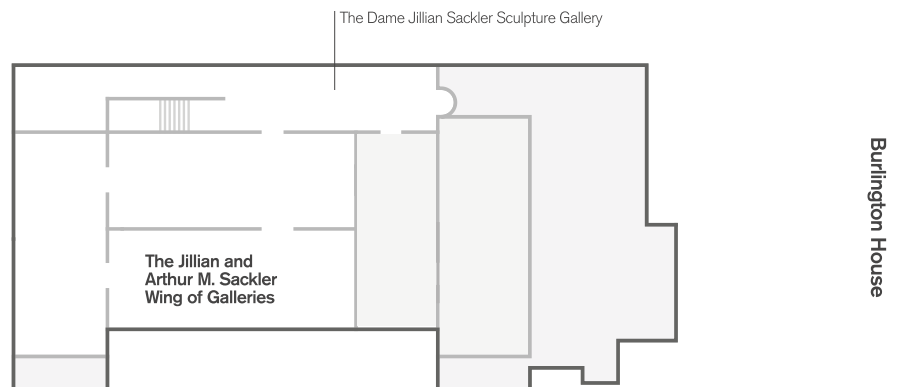 The Dame Jillian Sackler Sculpture Gallery
Burlington House
The Jillian and
Arthur M. Sackler
Wing of Galleries